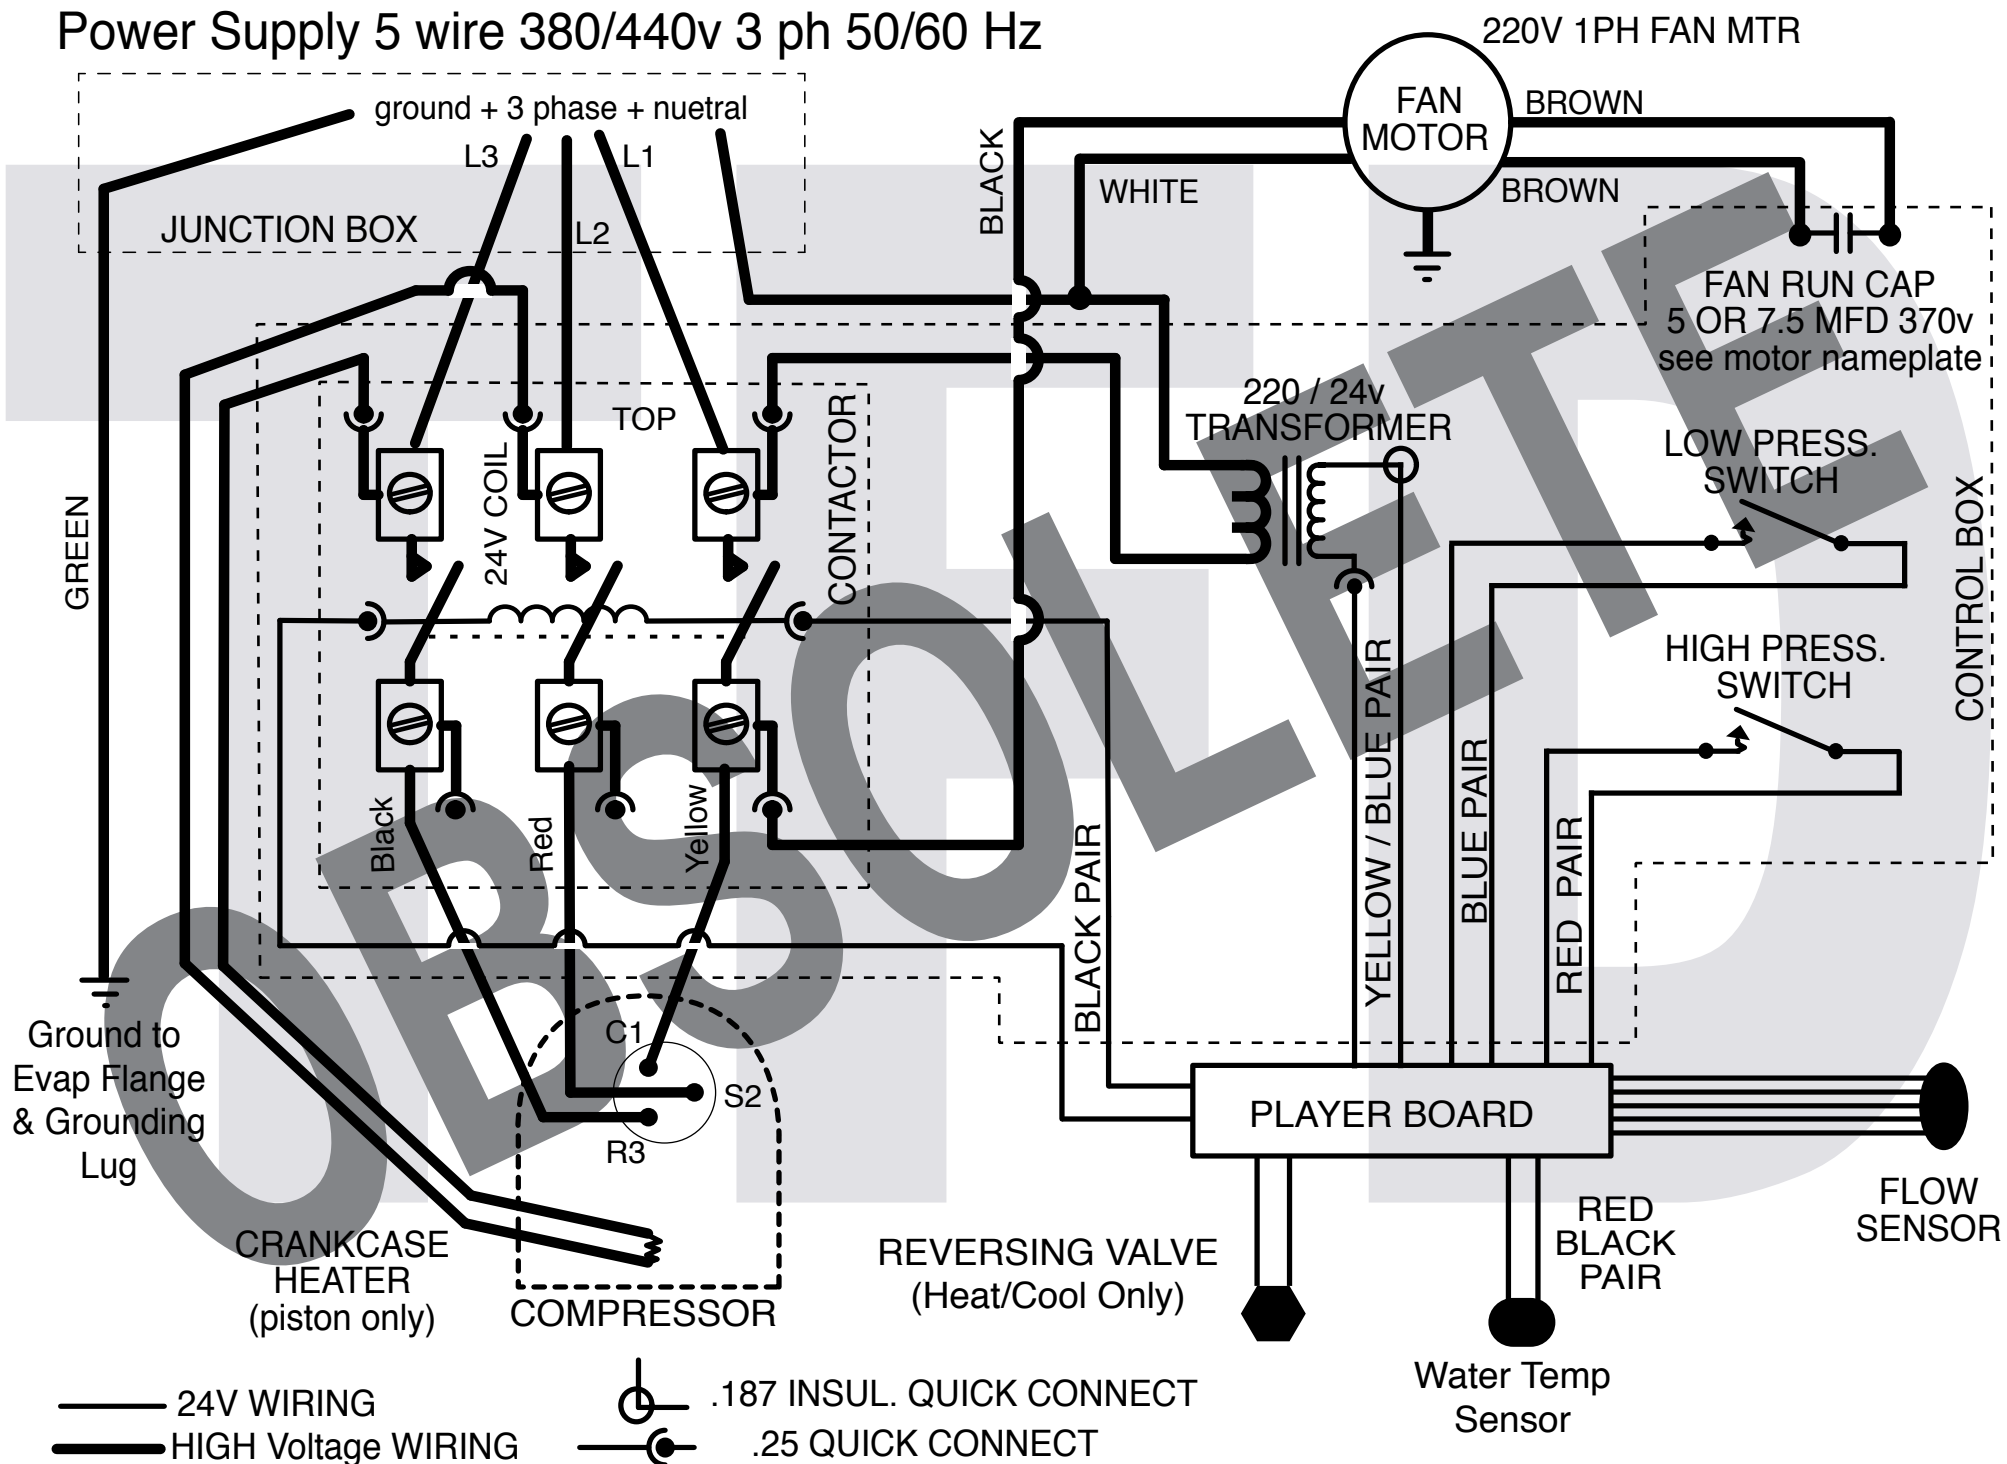 Power Supply 5 wire 380/440v 3 ph 50/60 Hz
220V 1PH FAN MTR
ground + 3 phase + nuetral
L3
L1
L2
JUNCTION BOX
FAN
MOTOR
BROWN
BROWN
BLACK
WHITE
FAN RUN CAP
5 OR 7.5 MFD 370v
see motor nameplate
TOP
24V COIL
CONTACTOR
220 / 24v
TRANSFORMER
LOW PRESS.
SWITCH
CONTROL BOX
GREEN
HIGH PRESS.
SWITCH
Black
Red
Yellow
BLACK PAIR
YELLOW / BLUE PAIR
BLUE PAIR
RED PAIR
Ground to
Evap Flange
& Grounding
Lug
C1
S2
R3
PLAYER BOARD
FLOW
SENSOR
RED
BLACK
PAIR
CRANKCASE
HEATER
(piston only)
COMPRESSOR
REVERSING VALVE
(Heat/Cool Only)
Water Temp
Sensor
24V WIRING
HIGH Voltage WIRING
.187 INSUL. QUICK CONNECT
.25 QUICK CONNECT
OBSOLETE
TFD